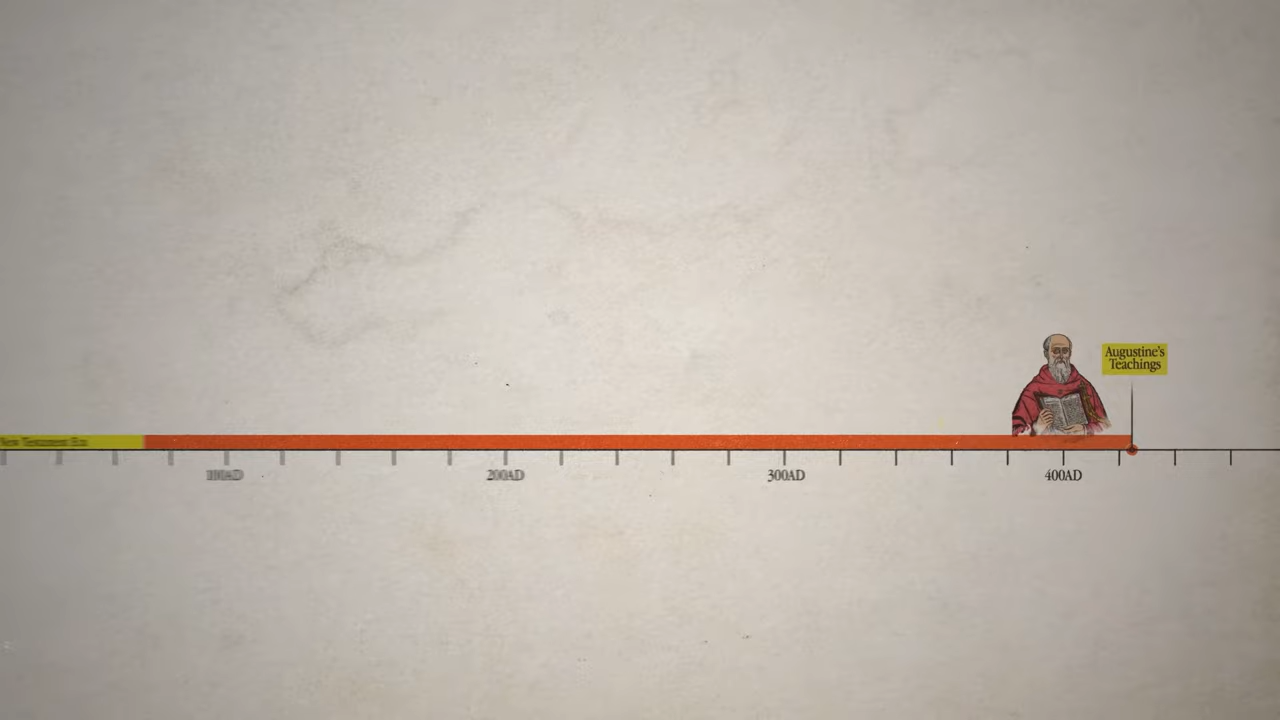 Augustine's
Teachings
New Testament Era
100AD
200AD
300AD
400AD